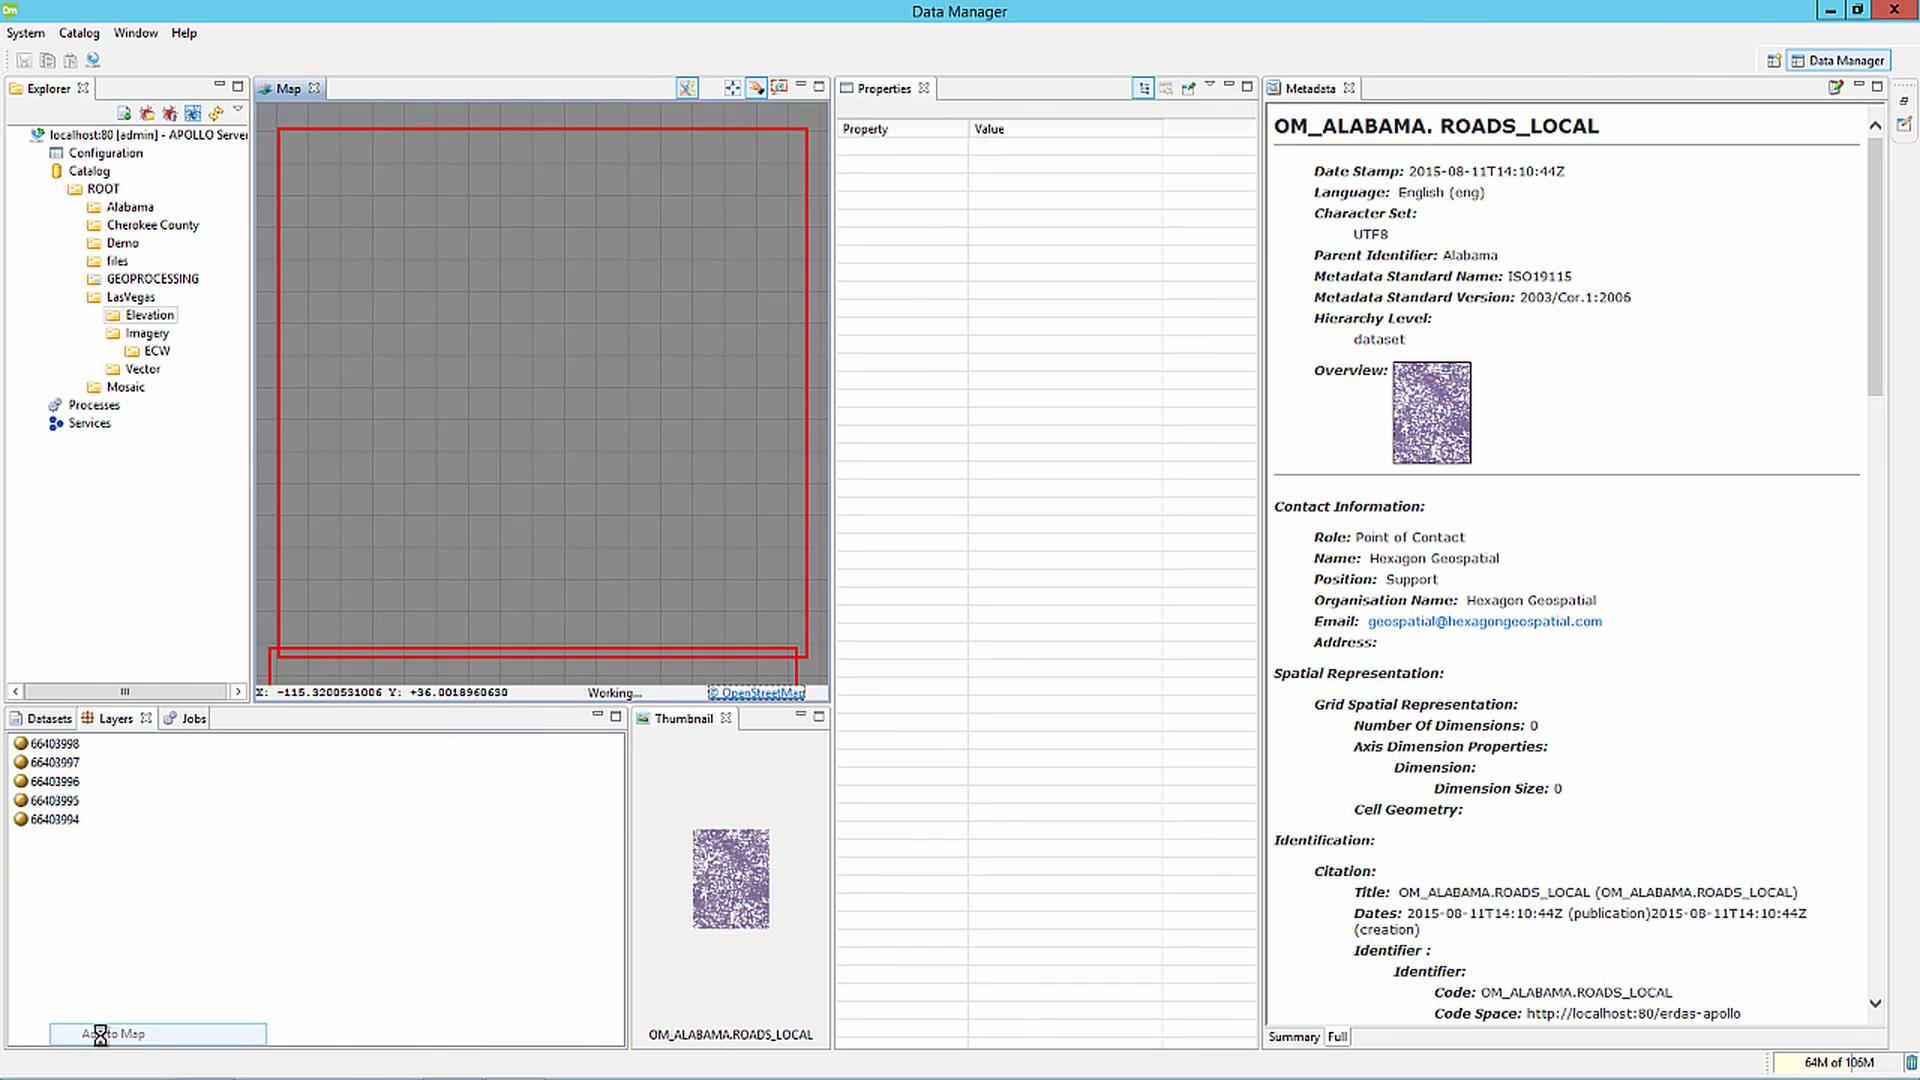 Dm
Data Manager
System Catalog Window Help
Data Manager
Explorer
localhost:80 [admin] - APOLLO Server
Configuration
Catalog
ROOT
Alabama
Cherokee County
Demo
files
GEOPROCESSING
LasVegas
Elevation
Imagery
ECW
Vector
Mosaic
Processes
Services
Map
X: -115.3200531006 Y: +36.0018960630 Working... © OpenStreetMap
Properties
Property Value
Metadata
OM_ALABAMA. ROADS_LOCAL
Date Stamp: 2015-08-11T14:10:44Z
Language: English (eng)
Character Set:
UTF8
Parent Identifier: Alabama
Metadata Standard Name: ISO19115
Metadata Standard Version: 2003/Cor.1:2006
Hierarchy Level:
dataset
Overview:
Contact Information:
Role: Point of Contact
Name: Hexagon Geospatial
Position: Support
Organisation Name: Hexagon Geospatial
Email: geospatial@hexagongeospatial.com
Address:
Spatial Representation:
Grid Spatial Representation:
Number Of Dimensions: 0
Axis Dimension Properties:
Dimension:
Dimension Size: 0
Cell Geometry:
Identification:
Citation:
Title: OM_ALABAMA.ROADS_LOCAL (OM_ALABAMA.ROADS_LOCAL)
Dates: 2015-08-11T14:10:44Z (publication)2015-08-11T14:10:44Z
(creation)
Identifier :
Identifier:
Code: OM_ALABAMA.ROADS_LOCAL
Code Space: http://localhost:80/erdas-apollo
Summary Full
Datasets Layers Jobs
66403998
66403997
66403996
66403995
66403994
to Map
Thumbnail
OM_ALABAMA.ROADS_LOCAL
64M of 106M